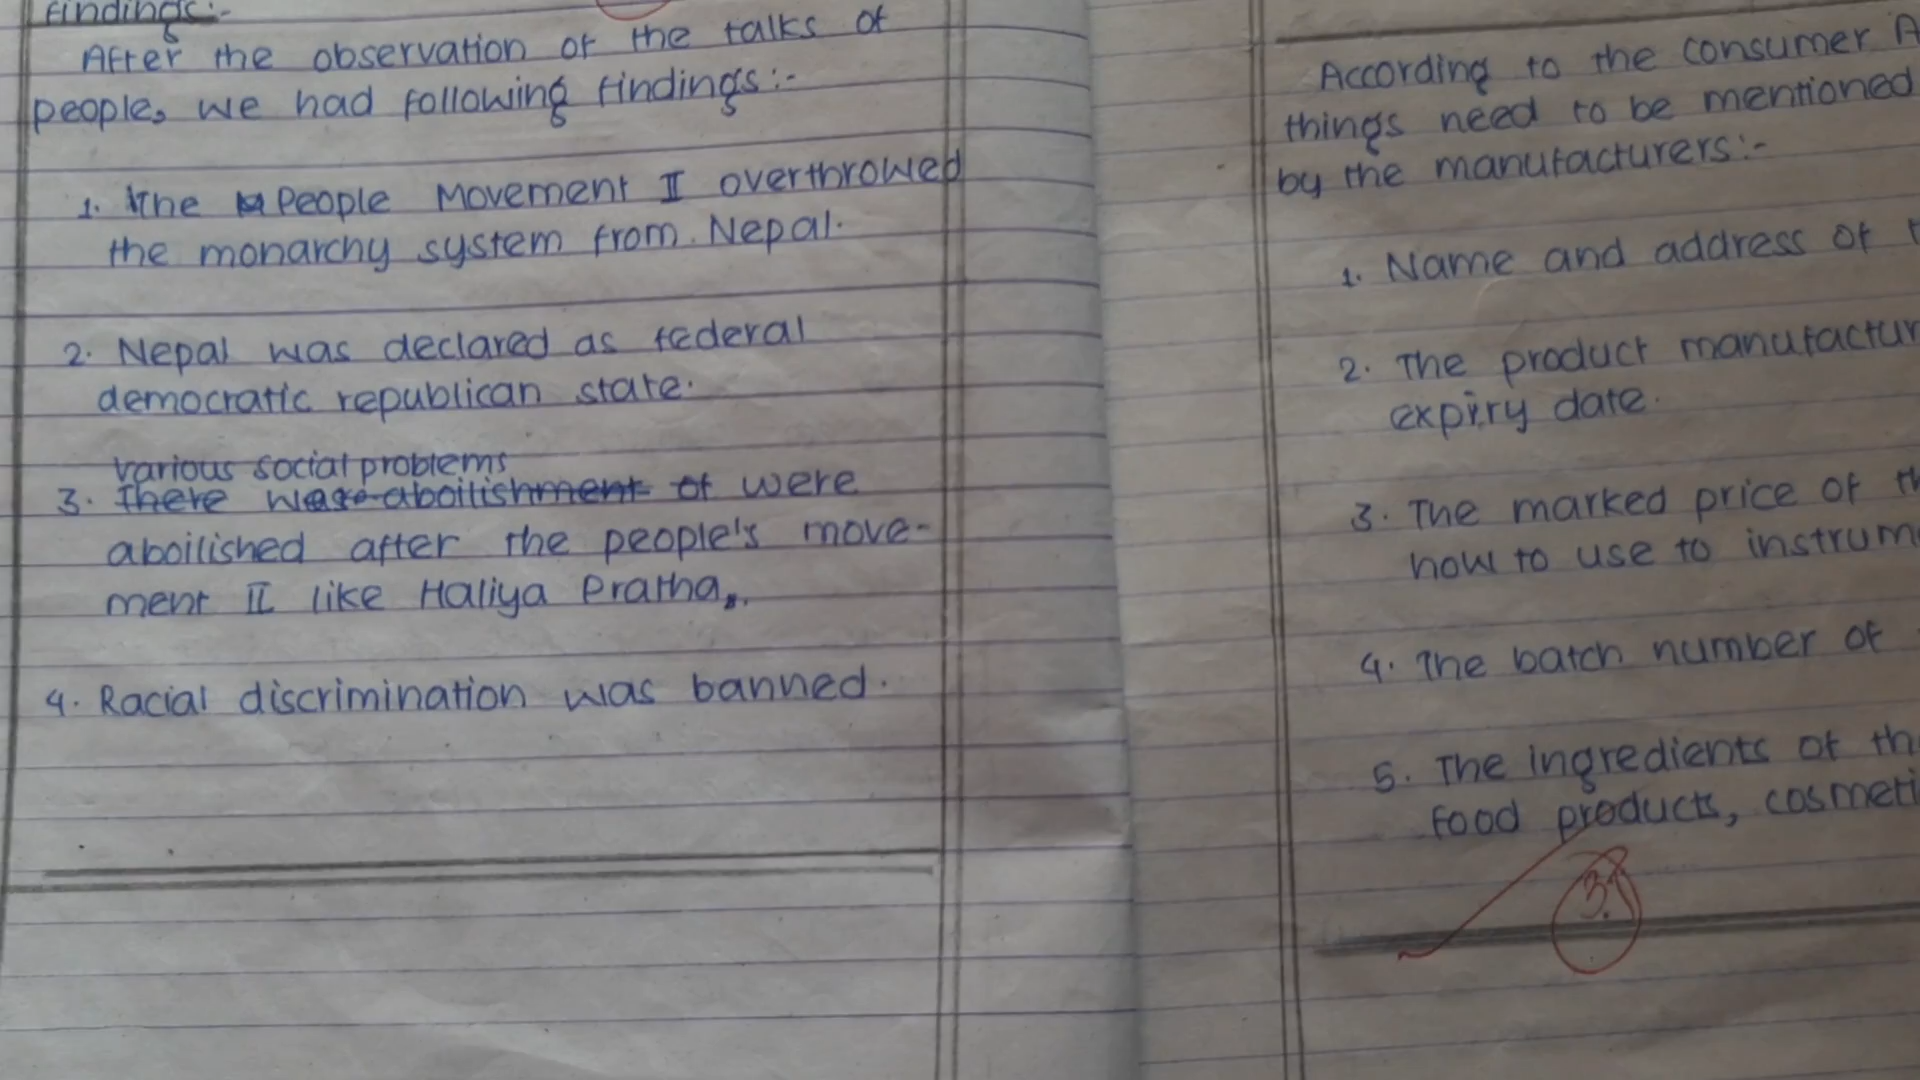 findings:-
After the observation of the talks of
people, we had following findings:-
1. The People Movement II overthrowed
the monarchy system from Nepal.
2. Nepal was declared as federal
democratic republican state.
various social problems
3. There were aboilishment of were
aboilished after the people's move-
ment II like Haliya Pratha,.
4. Racial discrimination was banned.
According to the consumer A
things need to be mentioned
by the manufacturers:-
1. Name and address of t
2. The product manufactur
expiry date.
3. The marked price of th
how to use to instrum
4. The batch number of
5. The ingredients of th
food products, cosmeti